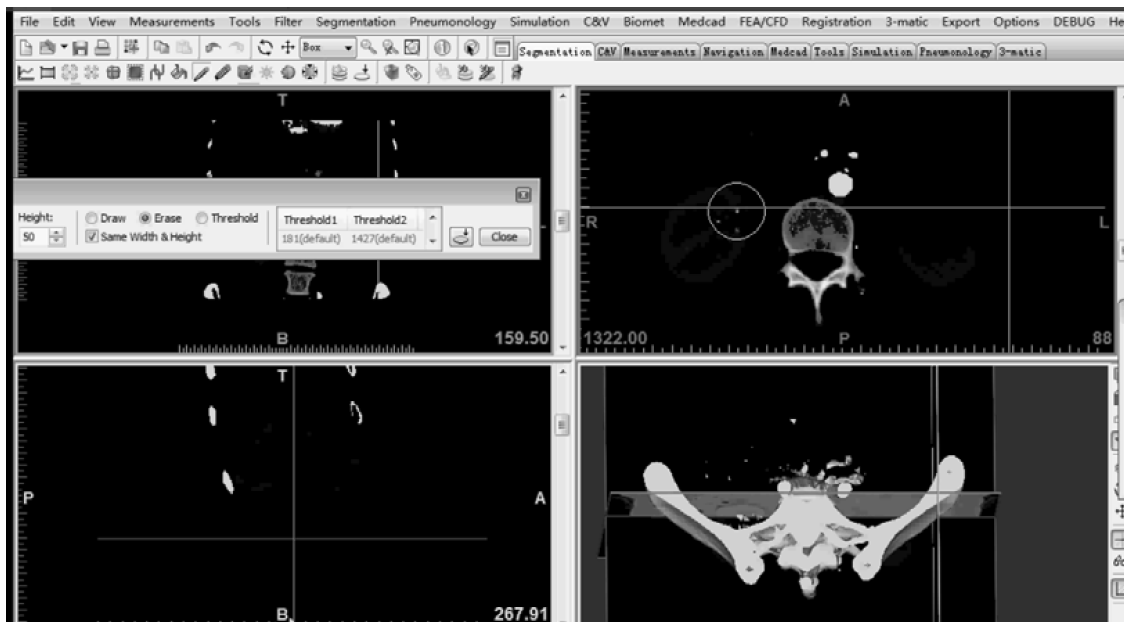 File Edit View Measurements Tools Filter Segmentation Pneumonology Simulation C&V Biomet Medcad FEA/CFD Registration 3-matic Export Options DEBUG He
Box
Segmentation C&V Measurements Navigation Medcad Tools Simulation Pneumonology 3-matic
T
A
Height:
Draw Erase Threshold
Threshold1 Threshold2
50
Same Width & Height
181(default) 1427(default)
Close
L
R
L
B
159.50
1322.00
P
88
T
P
A
B
267.91